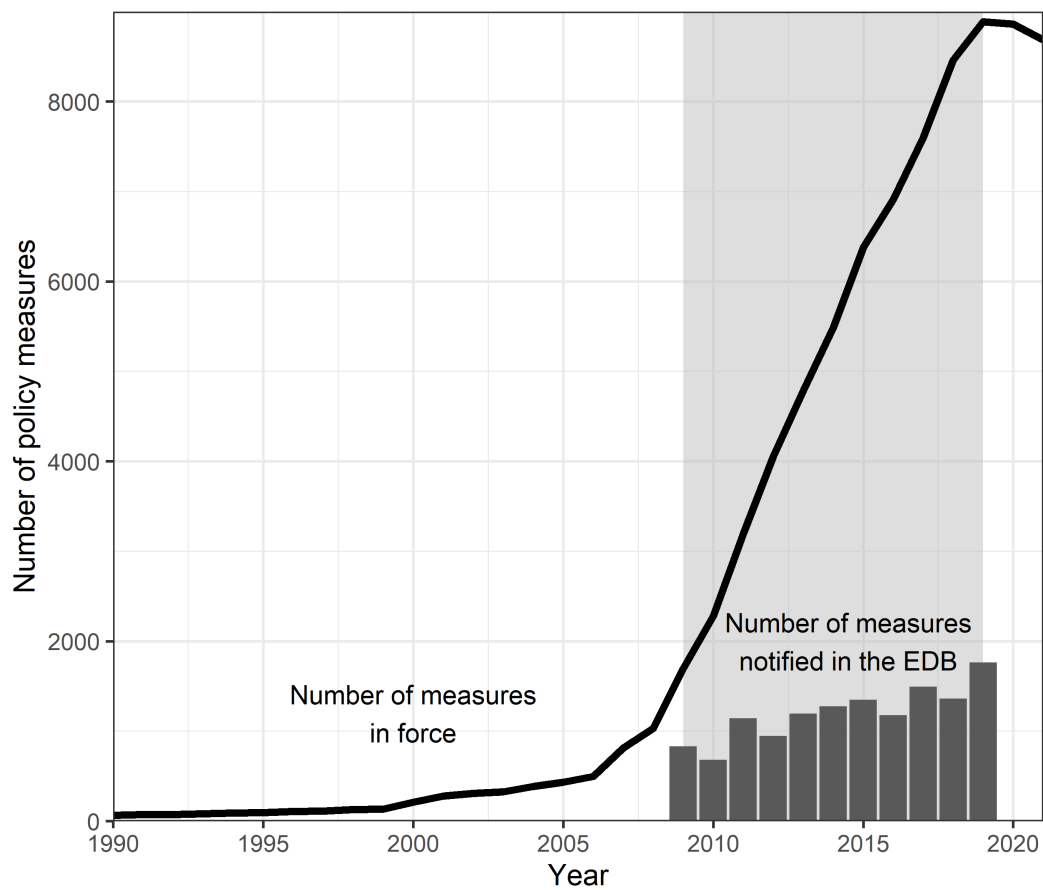 Number of policy measures
8000
6000
4000
2000
0
Number of measures
in force
Number of measures
notified in the EDB
1990
1995
2000
2005
2010
2015
2020
Year